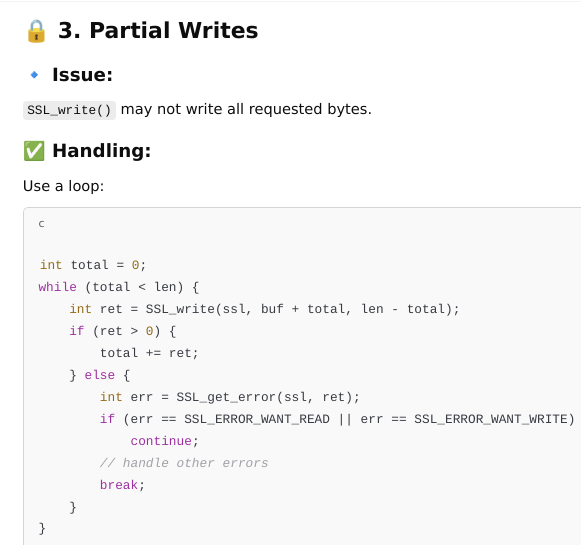 🔒 3. Partial Writes
🔹 Issue:
SSL_write() may not write all requested bytes.
✅ Handling:
Use a loop:
c
int total = 0;
while (total < len) {
    int ret = SSL_write(ssl, buf + total, len - total);
    if (ret > 0) {
        total += ret;
    } else {
        int err = SSL_get_error(ssl, ret);
        if (err == SSL_ERROR_WANT_READ || err == SSL_ERROR_WANT_WRITE)
            continue;
        // handle other errors
        break;
    }
}